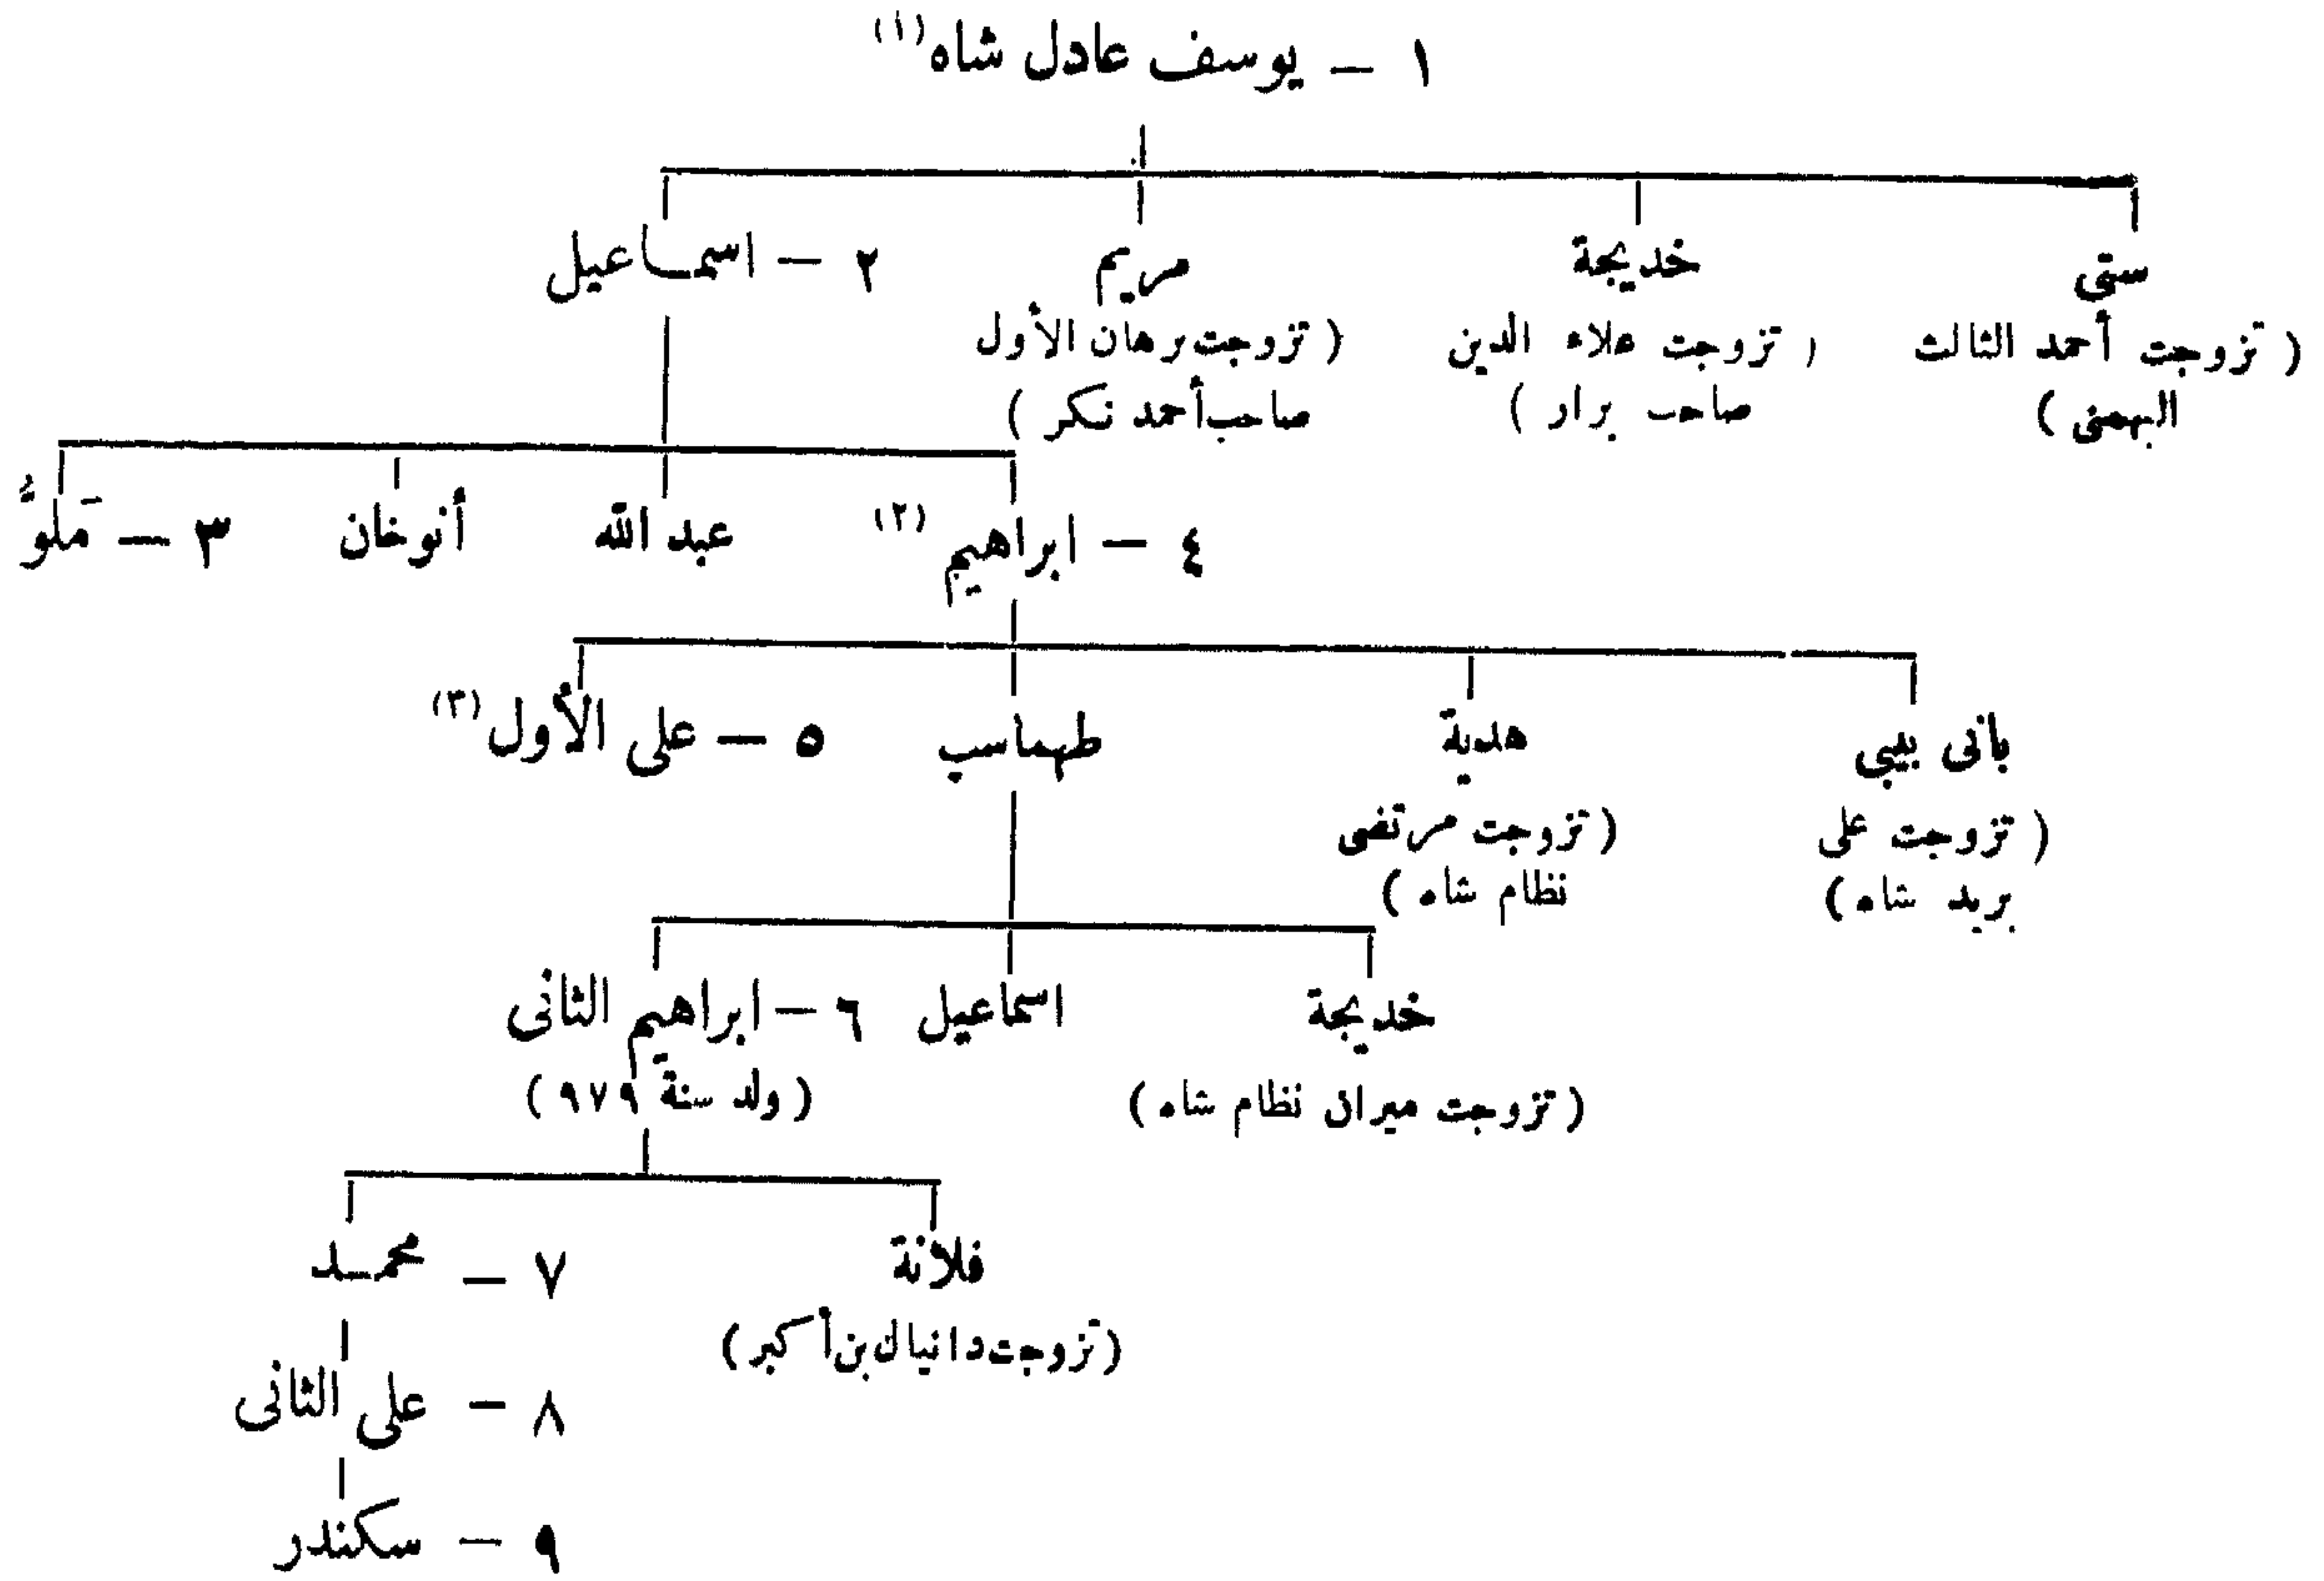 ١ — يوسف عادل شاه (١)
ستى
(تزوجت أحمد الثالث
البهمنى)
خديجة
(تزوجت علاء الدين
صاحب برار)
مريم
(تزوجت برهان الأول
صاحب أحمد نكر)
٢ — اسماعيل
٤ — ابراهيم (٢)
عبد الله
أنوخان
٣ — مَلوُّ
بانى بيبي
(تزوجت على
بريد شاه)
هدية
(تزوجت مرتضى
نظام شاه)
طهماسب
٥ — على الأول (٣)
خديجة
(تزوجت ميران نظام شاه)
اسماعيل
٦ — ابراهيم الثانى
(ولد سنة ٩٧٩)
فلانة
(تزوجت دانيال بن أكبر)
٧ — محمد
٨ — على الثانى
٩ — سكندر